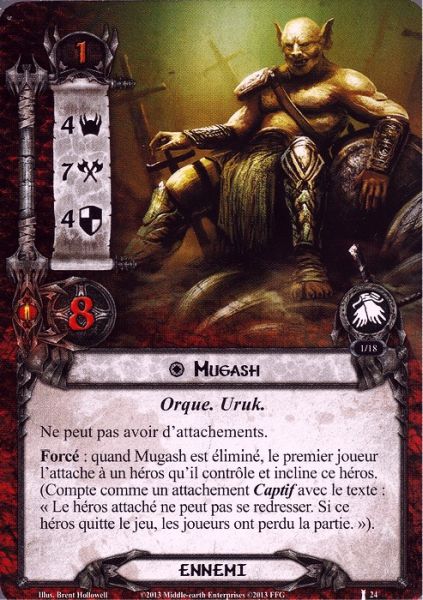 1
4
7
4
8
1/18
Mugash
Orque. Uruk.
Ne peut pas avoir d'attachements.
Forcé : quand Mugash est éliminé, le premier joueur
l'attache à un héros qu'il contrôle et incline ce héros.
(Compte comme un attachement Captif avec le texte :
« Le héros attaché ne peut pas se redresser. Si ce
héros quitte le jeu, les joueurs ont perdu la partie. »).
ENNEMI
Illus. Brent Hollowell ©2013 Middle-earth Enterprises ©2013 FFG 24